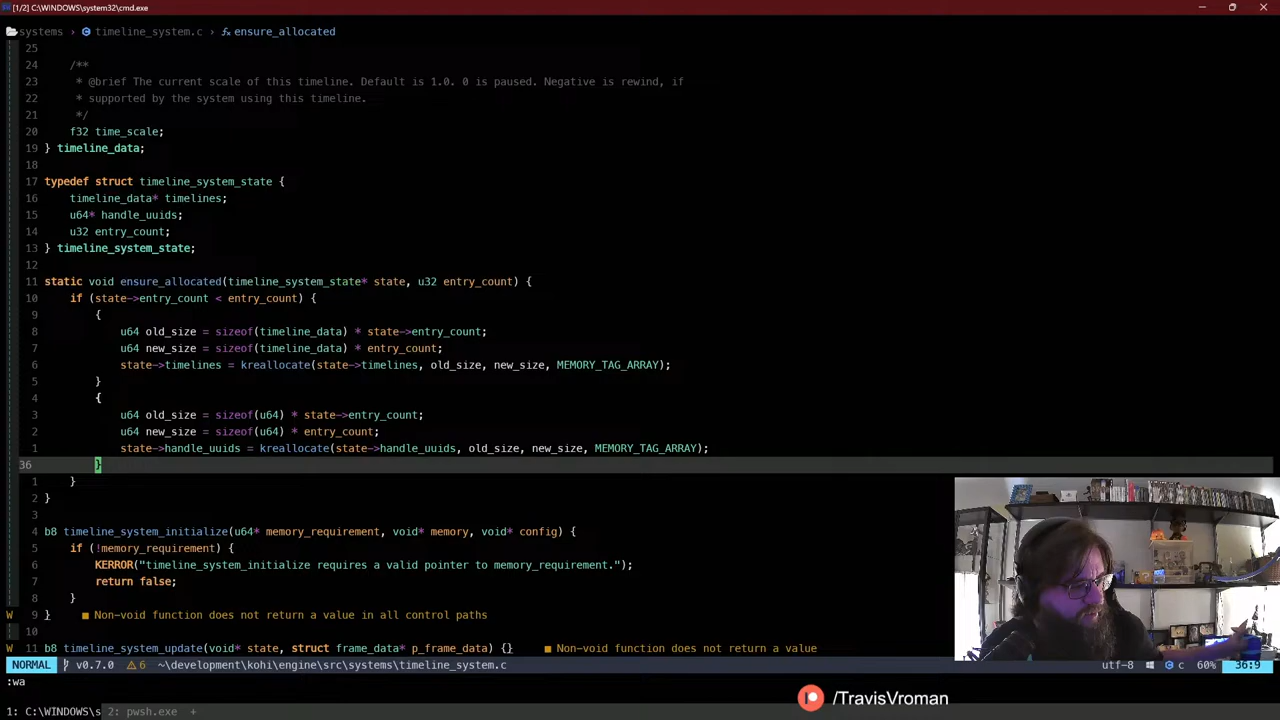 [1/2] C:\WINDOWS\system32\cmd.exe
systems › timeline_system.c › ensure_allocated
25
24 /**
23 * @brief The current scale of this timeline. Default is 1.0. 0 is paused. Negative is rewind, if
22 * supported by the system using this timeline.
21 */
20 f32 time_scale;
19 } timeline_data;
18
17 typedef struct timeline_system_state {
16 timeline_data* timelines;
15 u64* handle_uuids;
14 u32 entry_count;
13 } timeline_system_state;
12
11 static void ensure_allocated(timeline_system_state* state, u32 entry_count) {
10 if (state->entry_count < entry_count) {
9 {
8 u64 old_size = sizeof(timeline_data) * state->entry_count;
7 u64 new_size = sizeof(timeline_data) * entry_count;
6 state->timelines = kreallocate(state->timelines, old_size, new_size, MEMORY_TAG_ARRAY);
5 }
4 {
3 u64 old_size = sizeof(u64) * state->entry_count;
2 u64 new_size = sizeof(u64) * entry_count;
1 state->handle_uuids = kreallocate(state->handle_uuids, old_size, new_size, MEMORY_TAG_ARRAY);
36 }
1 }
2 }
3
4 b8 timeline_system_initialize(u64* memory_requirement, void* memory, void* config) {
5 if (!memory_requirement) {
6 KERROR("timeline_system_initialize requires a valid pointer to memory_requirement.");
7 return false;
8 }
W 9 } ■ Non-void function does not return a value in all control paths
10
W 11 b8 timeline_system_update(void* state, struct frame_data* p_frame_data) {} ■ Non-void function does not return a value
NORMAL v0.7.0 6 ~\development\kohi\engine\src\systems\timeline_system.c utf-8 c 60% 36:9
:wa
/TravisVroman
1: C:\WINDOWS\s 2: pwsh.exe +